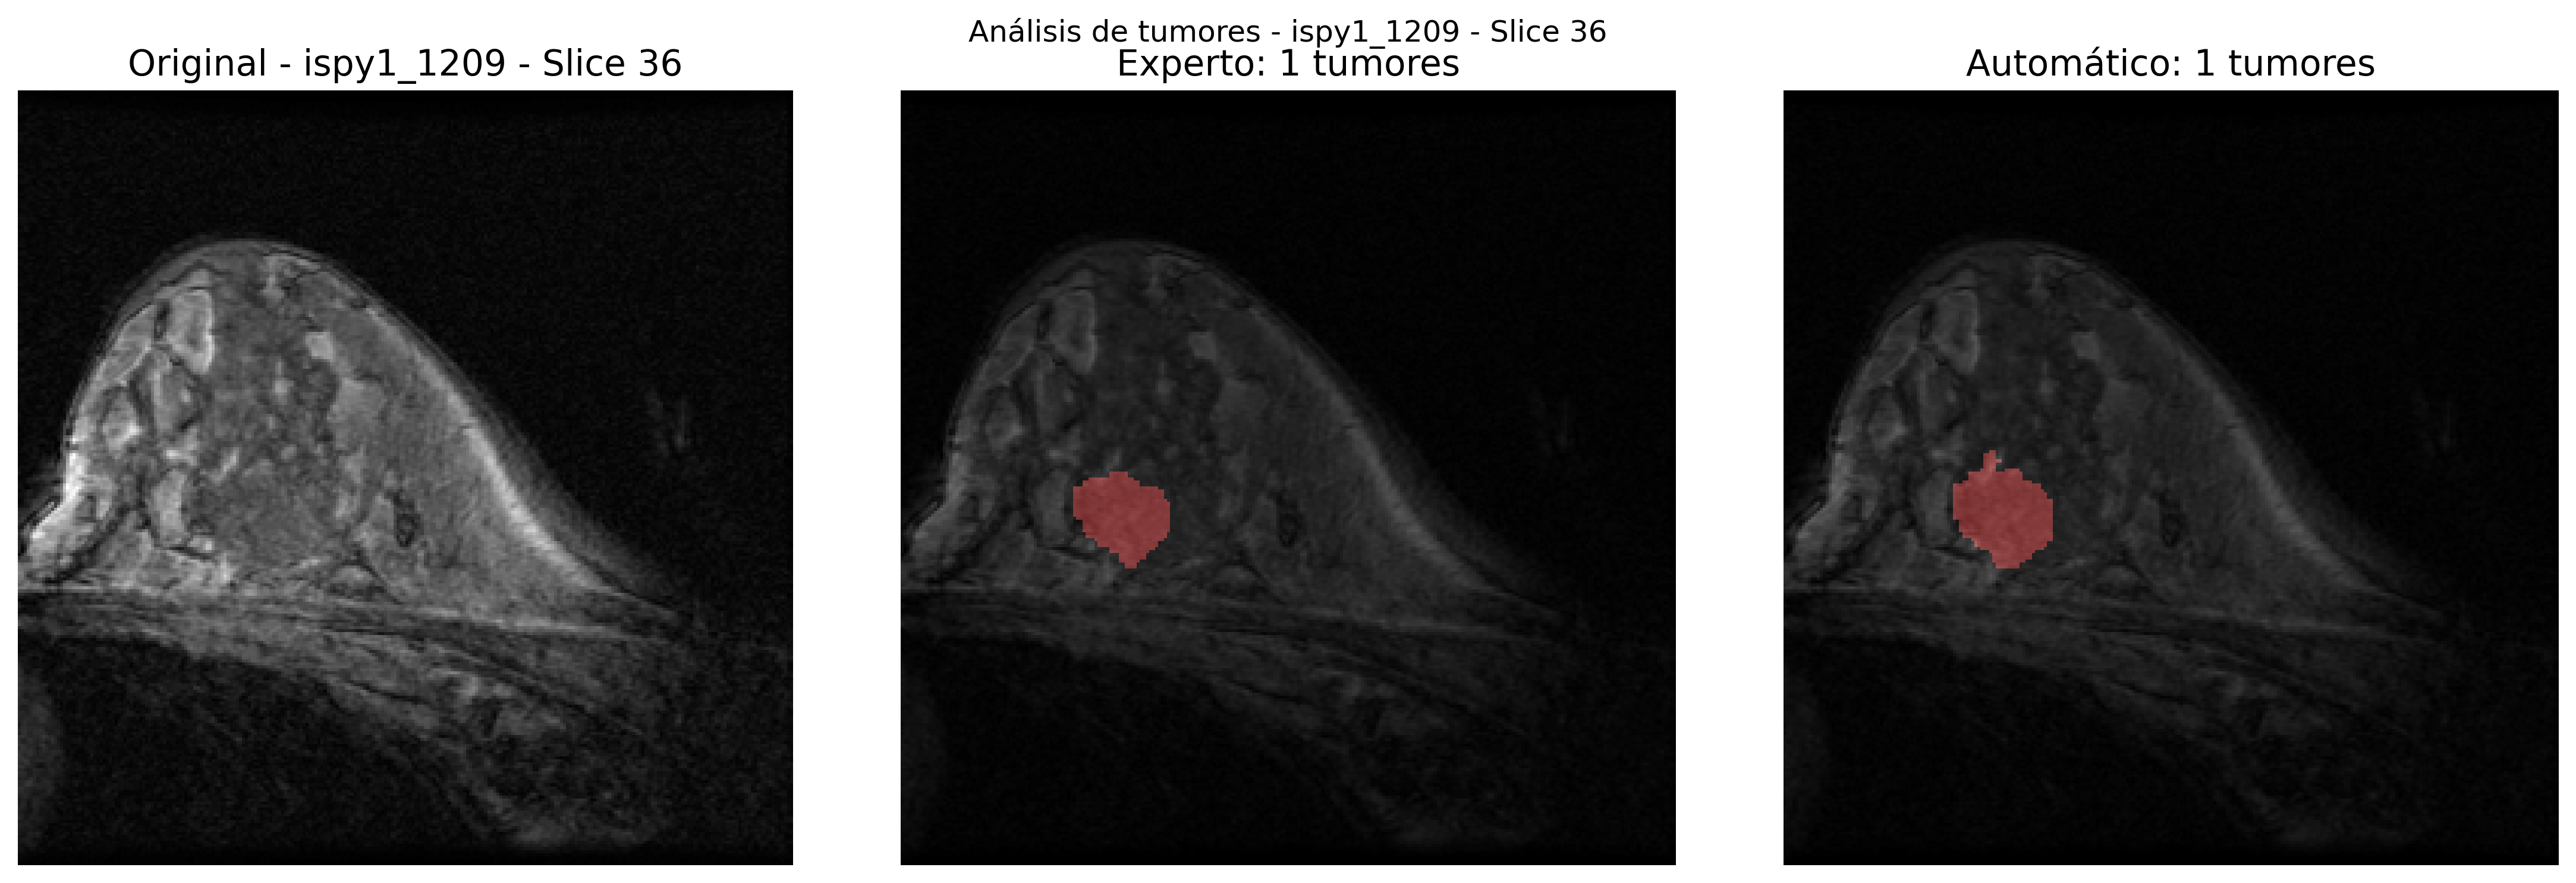 Análisis de tumores - ispy1_1209 - Slice 36
Original - ispy1_1209 - Slice 36
Experto: 1 tumores
Automático: 1 tumores